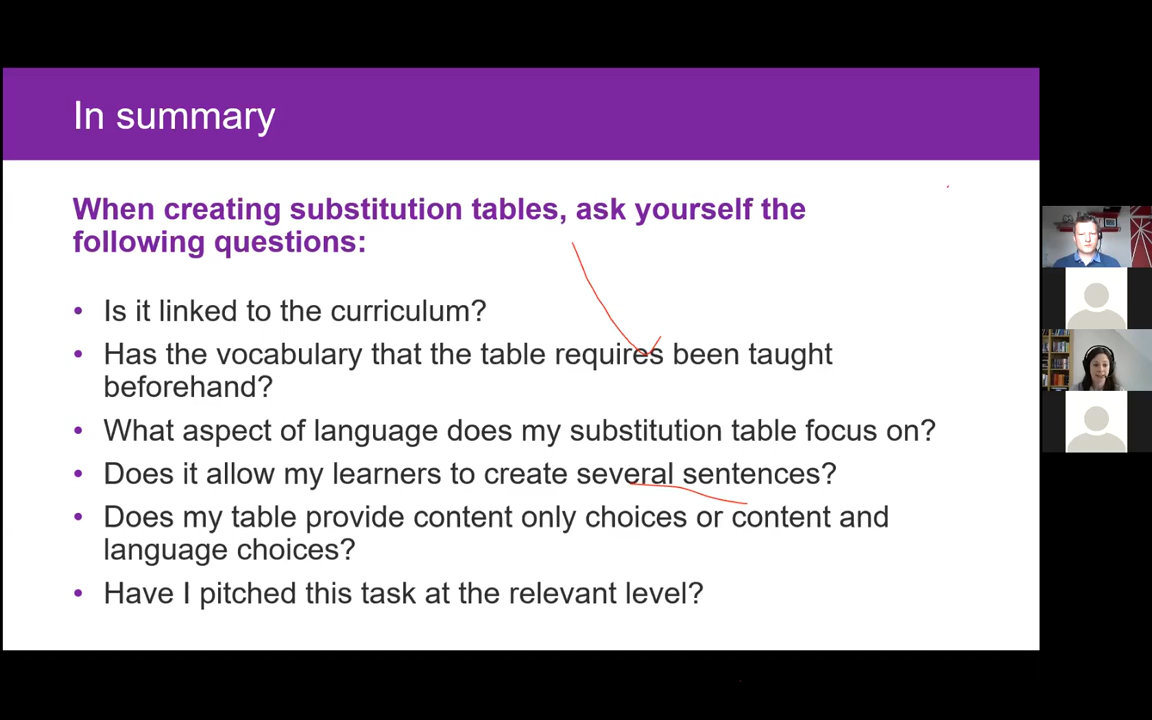 In summary
When creating substitution tables, ask yourself the
following questions:
• Is it linked to the curriculum?
• Has the vocabulary that the table requires been taught
beforehand?
• What aspect of language does my substitution table focus on?
• Does it allow my learners to create several sentences?
• Does my table provide content only choices or content and
language choices?
• Have I pitched this task at the relevant level?